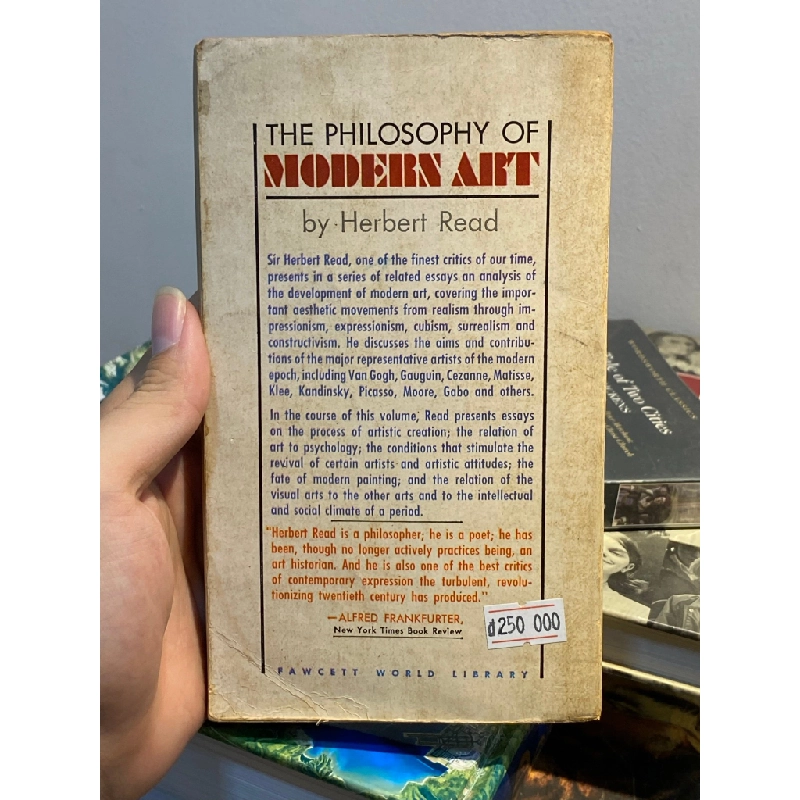 THE PHILOSOPHY OF
MODERN ART
by Herbert Read
Sir Herbert Read, one of the finest critics of our time,
presents in a series of related essays an analysis of
the development of modern art, covering the impor-
tant aesthetic movements from realism through im-
pressionism, expressionism, cubism, surrealism and
constructivism. He discusses the aims and contribu-
tions of the major representative artists of the modern
epoch, including Van Gogh, Gauguin, Cezanne, Matisse,
Klee, Kandinsky, Picasso, Moore, Gabo and others.
In the course of this volume, Read presents essays
on the process of artistic creation; the relation of
art to psychology; the conditions that stimulate the
revival of certain artists and artistic attitudes; the
fate of modern painting; and the relation of the
visual arts to the other arts and to the intellectual
and social climate of a period.
"Herbert Read is a philosopher; he is a poet; he has
been, though no longer actively practices being, an
art historian. And he is also one of the best critics
of contemporary expression the turbulent, revolu-
tionizing twentieth century has produced."
—ALFRED FRANKFURTER,
New York Times Book Review
đ250 000
FAWCETT WORLD LIBRARY
of Two Cities